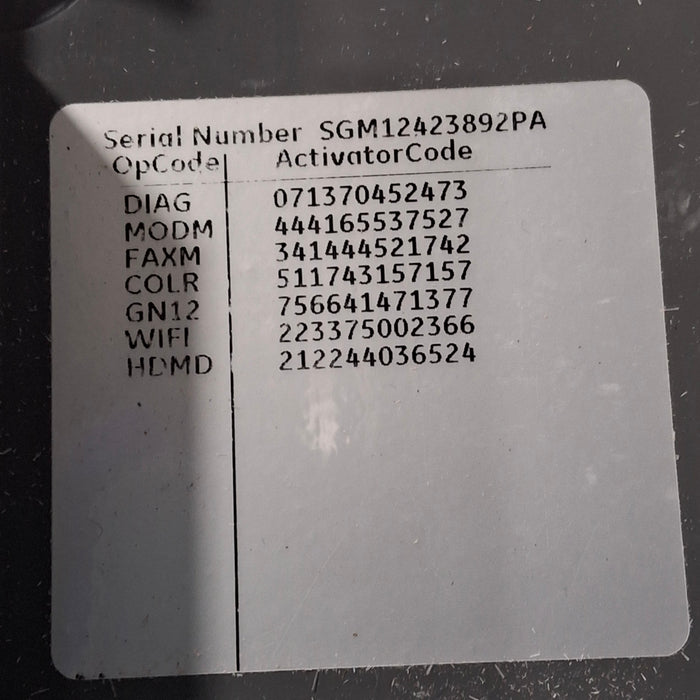 Serial Number SGM12423892PA
OpCode ActivatorCode
DIAG 071370452473
MODM 444165537527
FAXM 341444521742
COLR 511743157157
GN12 756641471377
WIFI 223375002366
HDMD 212244036524